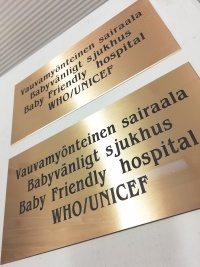 Vauvamyönteinen sairaala
Babyvänligt sjukhus
Baby Friendly hospital
WHO/UNICEF
Vauvamyönteinen sairaala
Babyvänligt sjukhus
Baby Friendly hospital
WHO/UNICEF